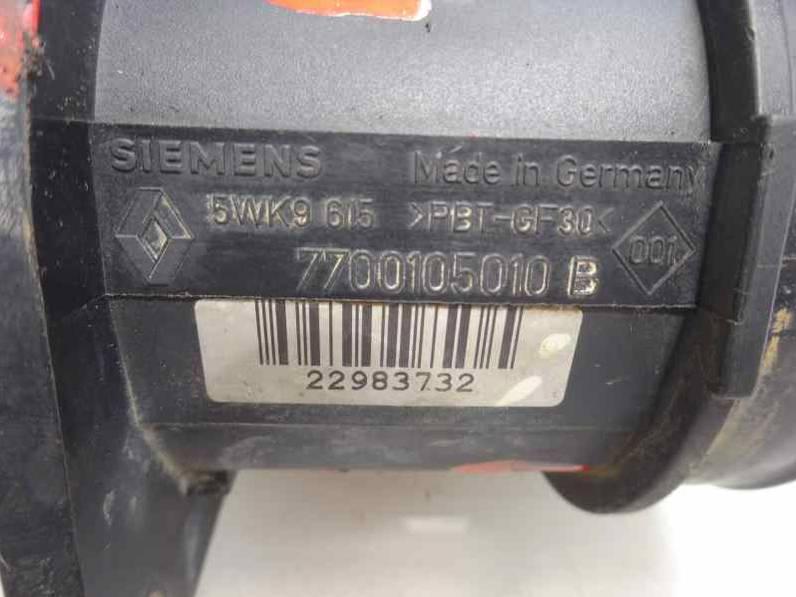 SIEMENS Made in Germany
5WK9 615 >PBT-GF30<
001
7700105010 B
22983732